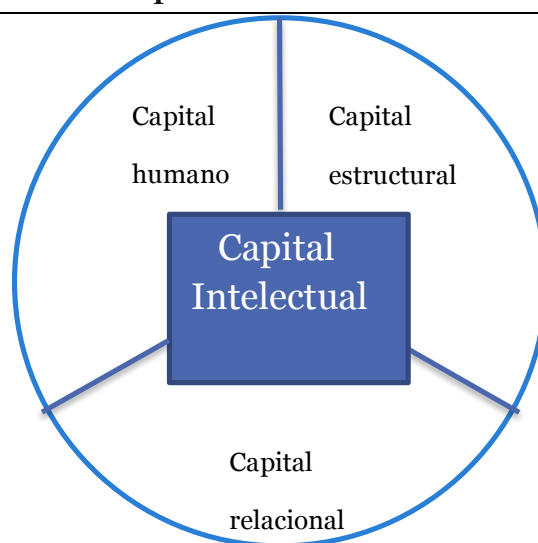 Capital
humano
Capital
estructural
Capital
Intelectual
Capital
relacional